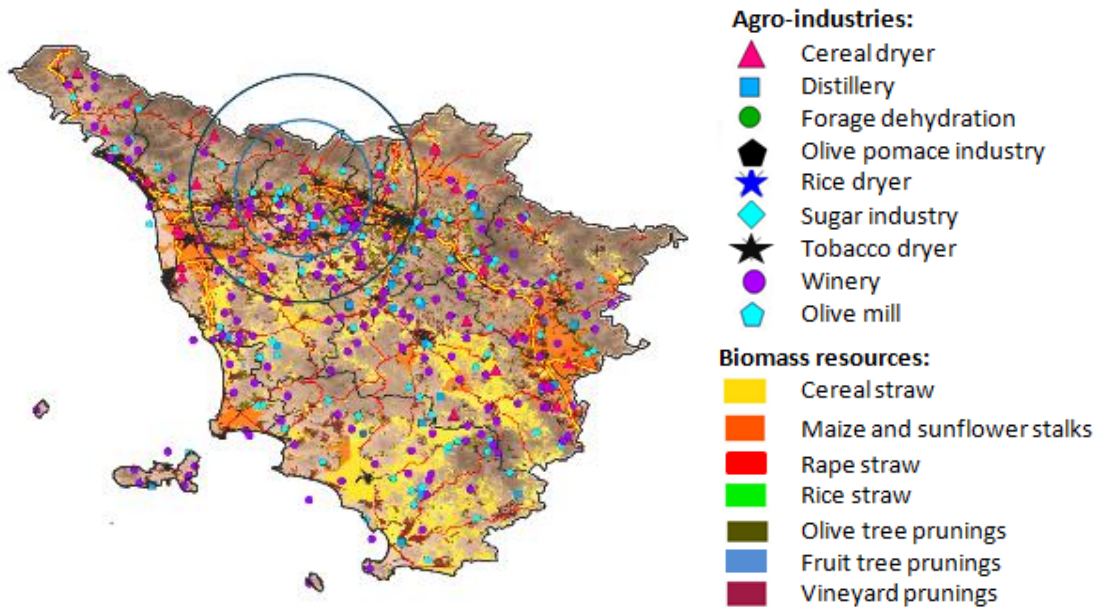 Agro-industries:
Cereal dryer
Distillery
Forage dehydration
Olive pomace industry
Rice dryer
Sugar industry
Tobacco dryer
Winery
Olive mill
Biomass resources:
Cereal straw
Maize and sunflower stalks
Rape straw
Rice straw
Olive tree prunings
Fruit tree prunings
Vineyard prunings